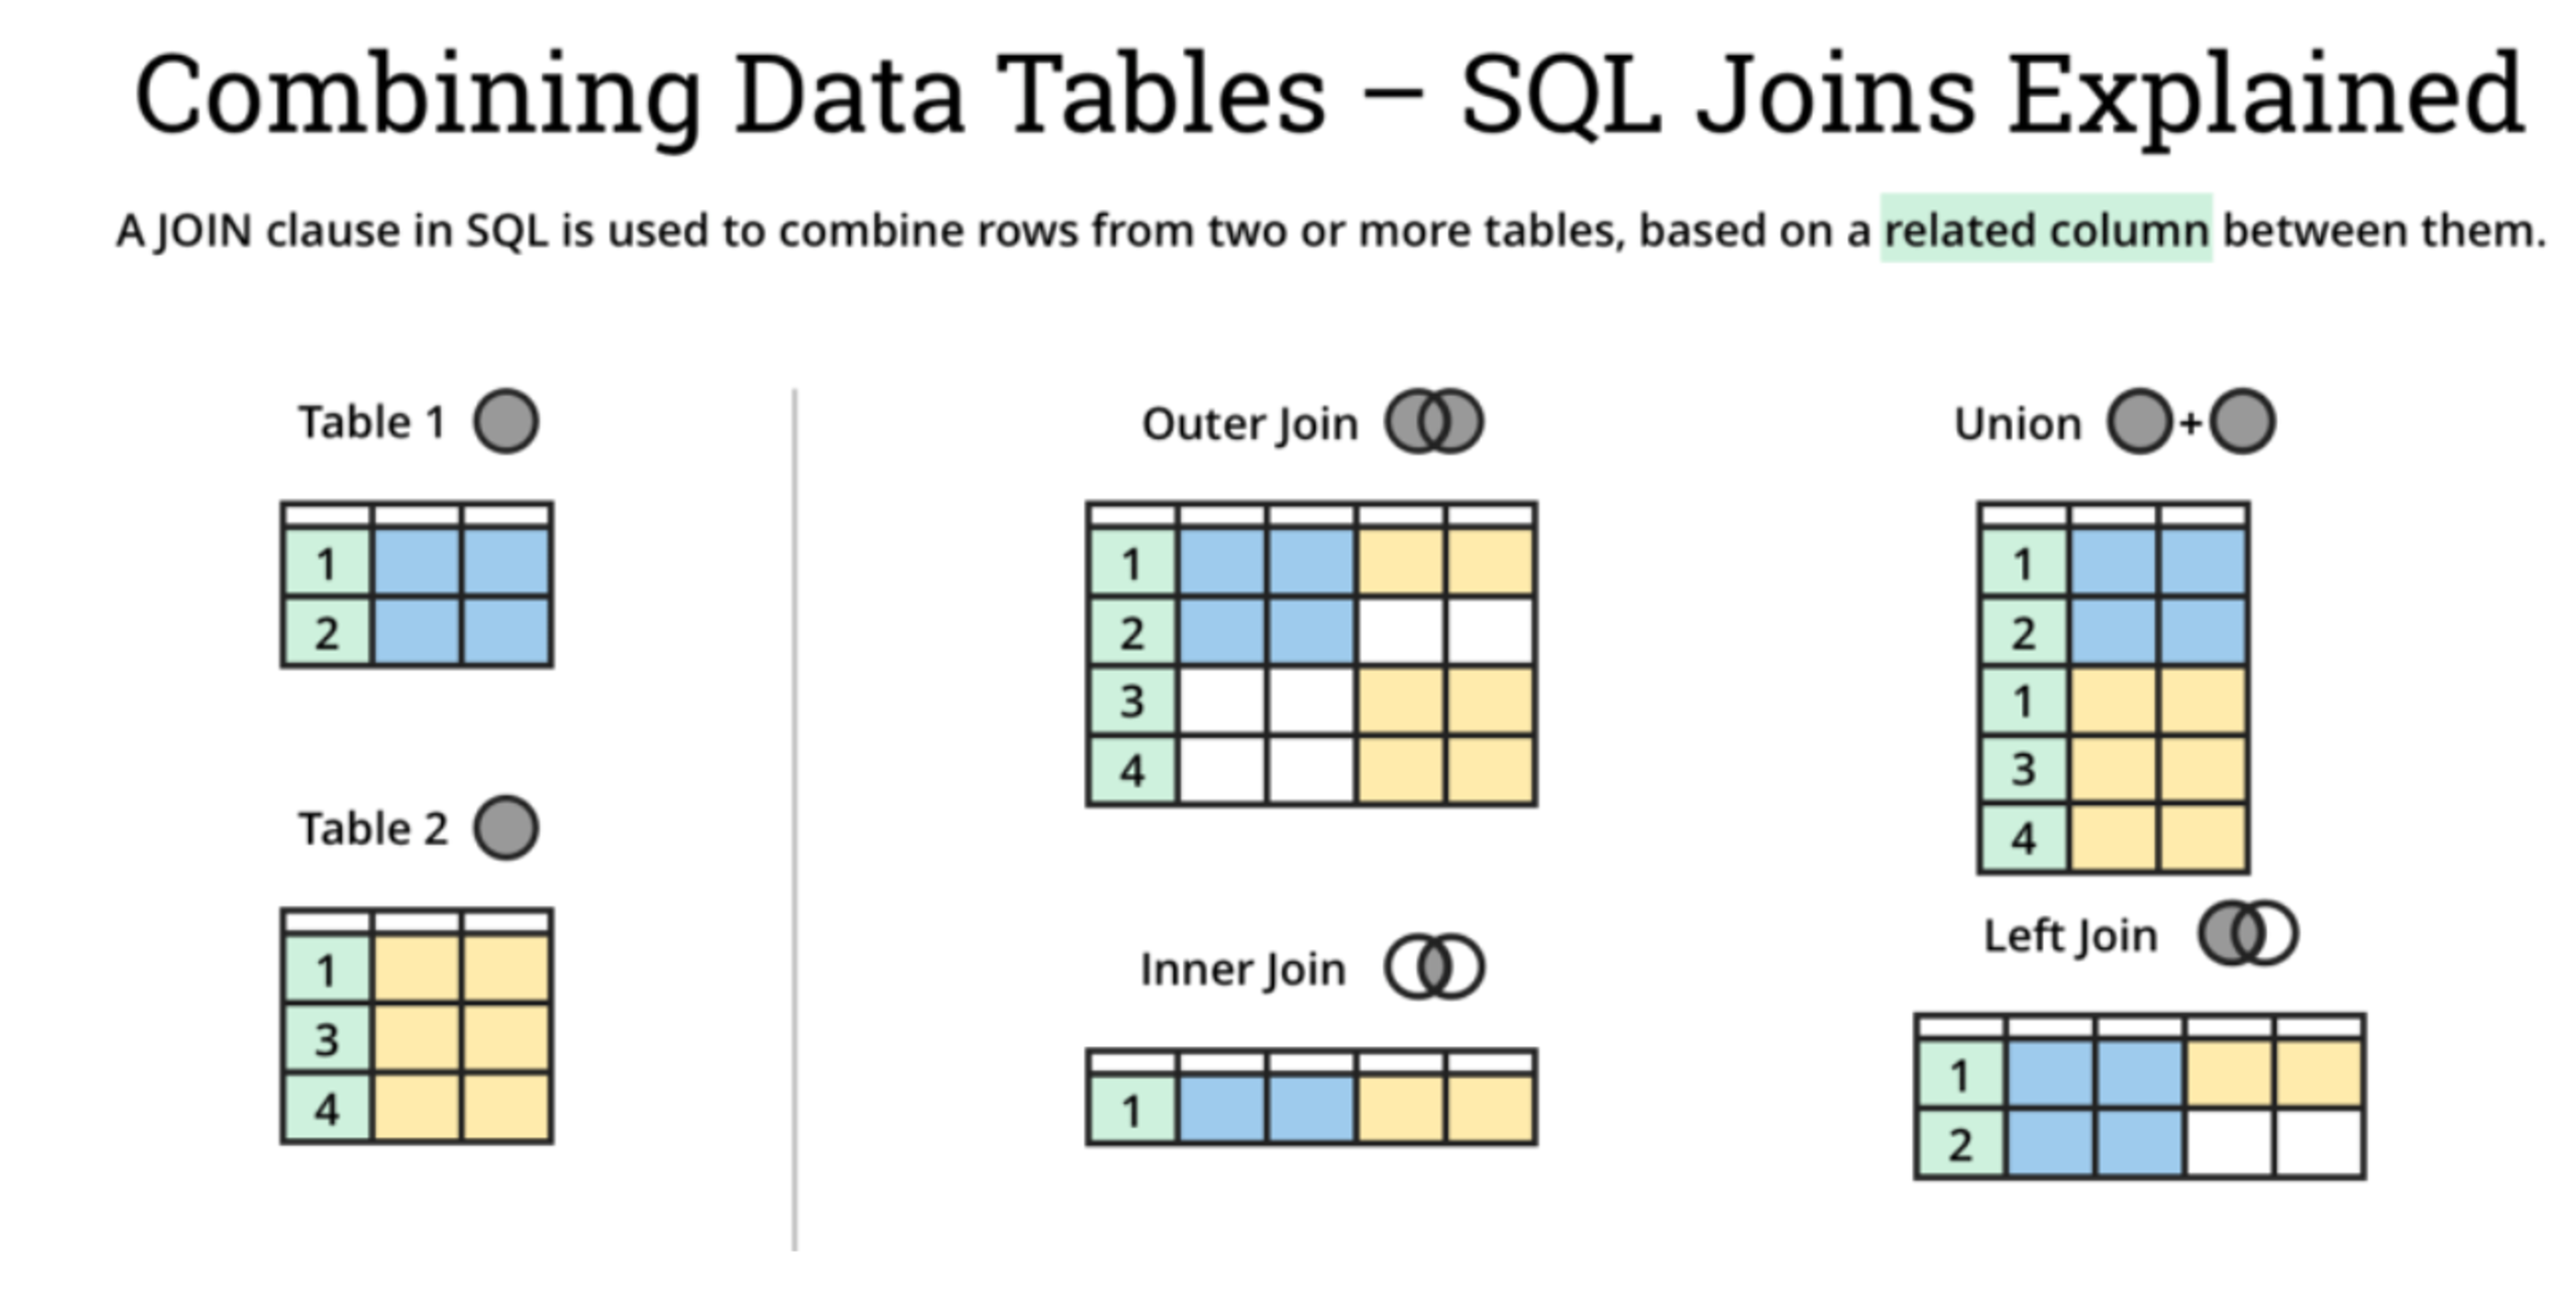 Combining Data Tables – SQL Joins Explained
A JOIN clause in SQL is used to combine rows from two or more tables, based on a related column between them.
Table 1
1
2
Table 2
1
3
4
Outer Join
1
2
3
4
Inner Join
1
Union +
1
2
1
3
4
Left Join
1
2